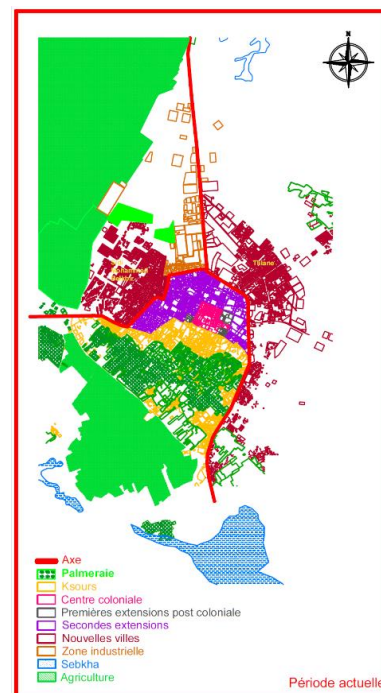 Tiliane
Axe
Palmeraie
Ksours
Centre coloniale
Premières extensions post coloniale
Secondes extensions
Nouvelles villes
Zone industrielle
Sebkha
Agriculture
Période actuelle